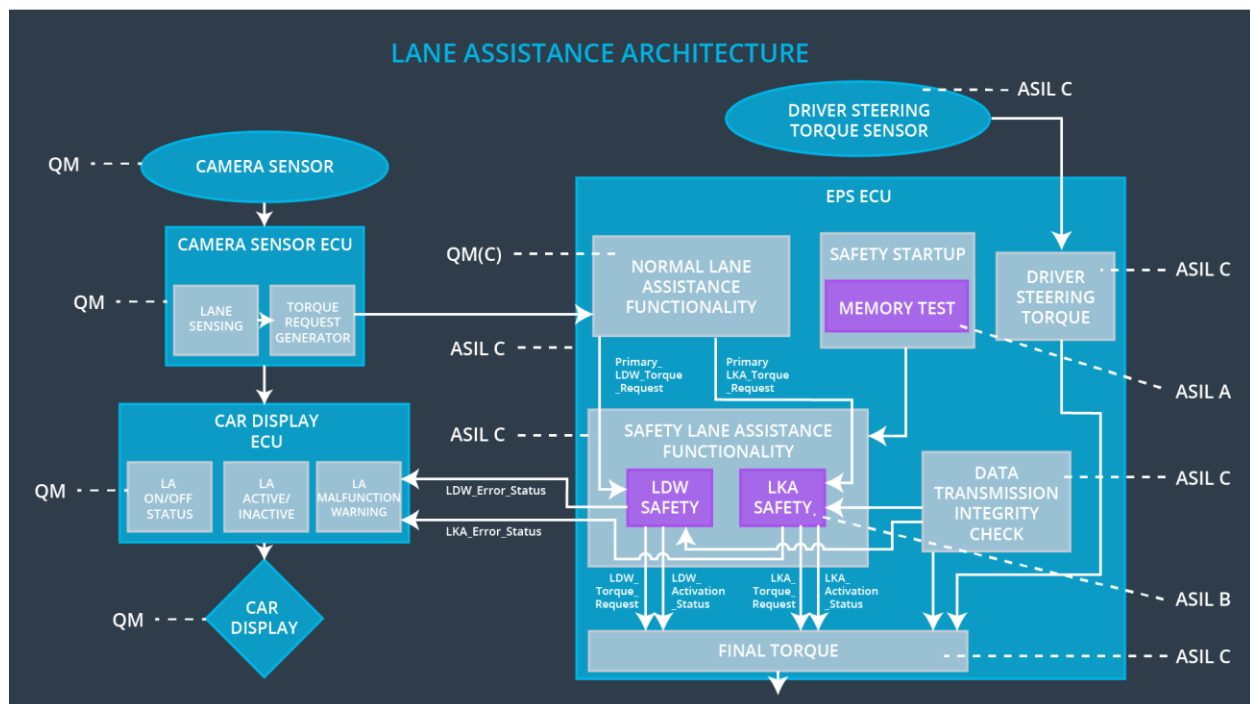 LANE ASSISTANCE ARCHITECTURE
ASIL C
DRIVER STEERING
TORQUE SENSOR
QM
CAMERA SENSOR
EPS ECU
CAMERA SENSOR ECU
QM
LANE
SENSING
TORQUE
REQUEST
GENERATOR
QM(C)
NORMAL LANE
ASSISTANCE
FUNCTIONALITY
SAFETY STARTUP
MEMORY TEST
DRIVER
STEERING
TORQUE
ASIL C
ASIL C
Primary_
LDW_Torque
_Request
Primary
LKA_Torque
_Request
ASIL A
CAR DISPLAY
ECU
QM
LA
ON/OFF
STATUS
LA
ACTIVE/
INACTIVE
LA
MALFUNCTION
WARNING
ASIL C
SAFETY LANE ASSISTANCE
FUNCTIONALITY
LDW
SAFETY
LKA
SAFETY
DATA
TRANSMISSION
INTEGRITY
CHECK
ASIL C
LDW_Error_Status
LKA_Error_Status
LDW_
Torque_
Request
LDW_
Activation
_Status
LKA_
Torque_
Request
LKA_
Activation
_Status
ASIL B
QM
CAR
DISPLAY
FINAL TORQUE
ASIL C